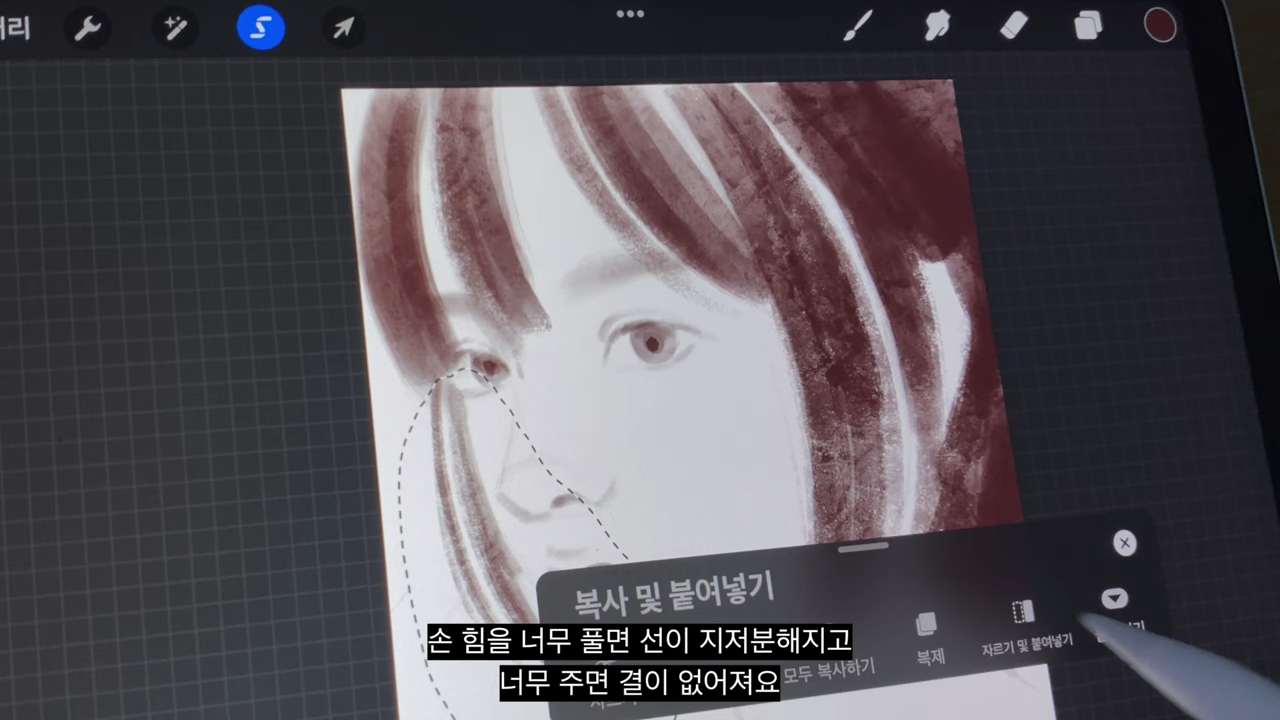 복사 및 붙여넣기
모두 복사하기
복제
자르기 및 붙여넣기
손 힘을 너무 풀면 선이 지저분해지고
너무 주면 결이 없어져요